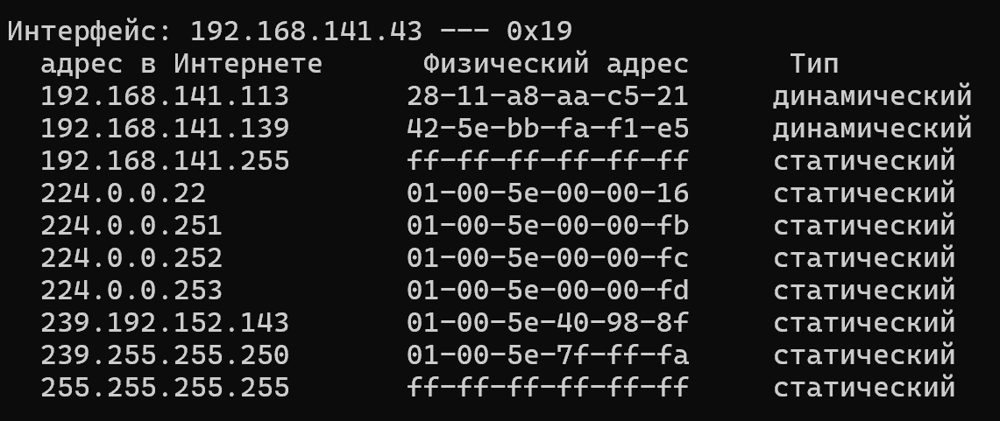 Интерфейс: 192.168.141.43 --- 0x19
адрес в Интернете Физический адрес Тип
192.168.141.113 28-11-a8-aa-c5-21 динамический
192.168.141.139 42-5e-bb-fa-f1-e5 динамический
192.168.141.255 ff-ff-ff-ff-ff-ff статический
224.0.0.22 01-00-5e-00-00-16 статический
224.0.0.251 01-00-5e-00-00-fb статический
224.0.0.252 01-00-5e-00-00-fc статический
224.0.0.253 01-00-5e-00-00-fd статический
239.192.152.143 01-00-5e-40-98-8f статический
239.255.255.250 01-00-5e-7f-ff-fa статический
255.255.255.255 ff-ff-ff-ff-ff-ff статический